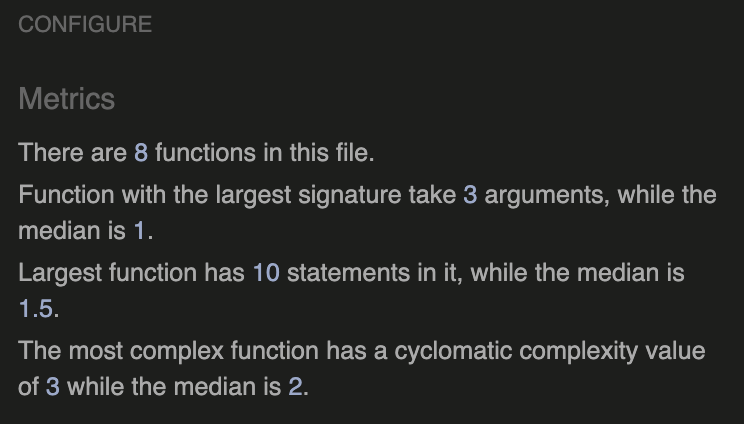 CONFIGURE
Metrics
There are 8 functions in this file.
Function with the largest signature take 3 arguments, while the
median is 1.
Largest function has 10 statements in it, while the median is
1.5.
The most complex function has a cyclomatic complexity value
of 3 while the median is 2.